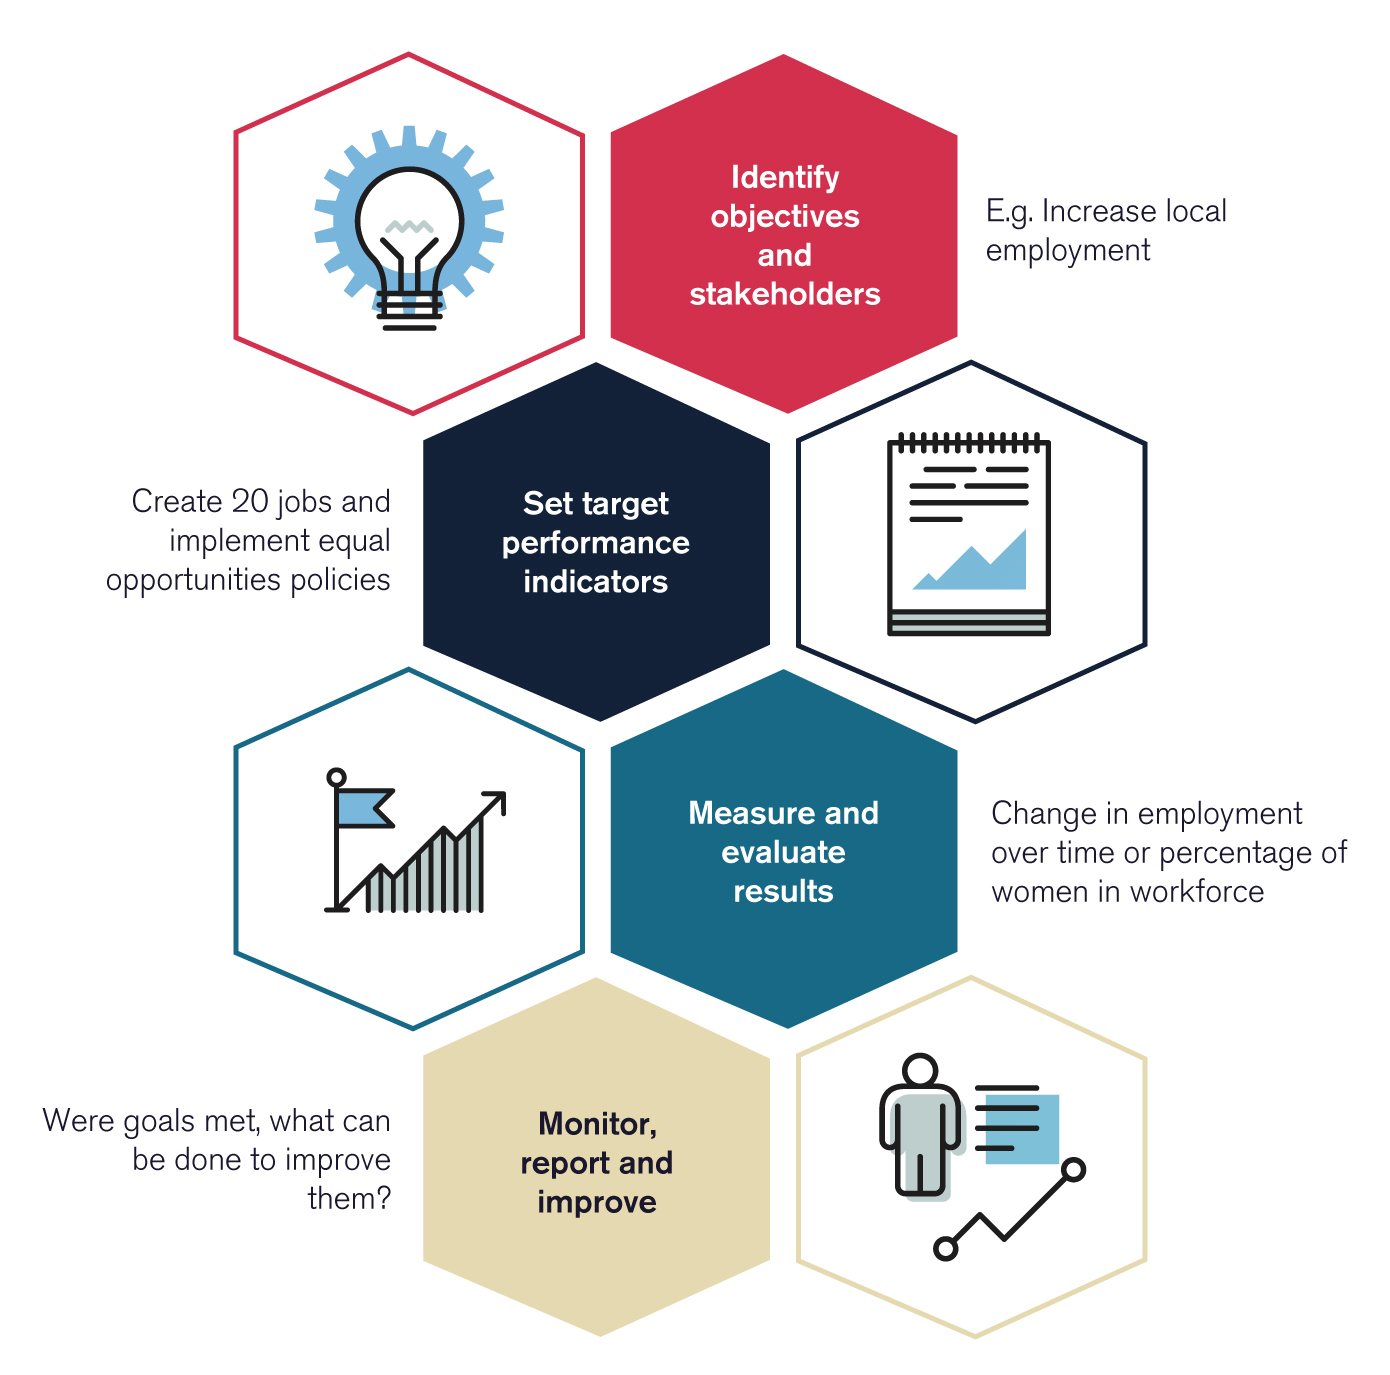 Identify
objectives
and
stakeholders
E.g. Increase local
employment
Create 20 jobs and
implement equal
opportunities policies
Set target
performance
indicators
Measure and
evaluate
results
Change in employment
over time or percentage of
women in workforce
Were goals met, what can
be done to improve
them?
Monitor,
report and
improve